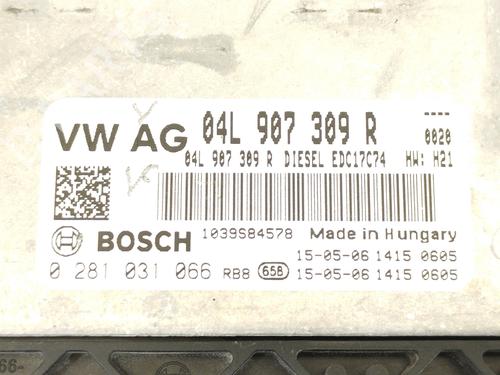 VW AG 04L 907 309 R
---- 0020
04L 907 309 R DIESEL EDC17C74 HW: H21
BOSCH 1039S84578 Made in Hungary
15-05-06 1415 0605
0 281 031 066 RB8 65B 15-05-06 1415 0605
66-